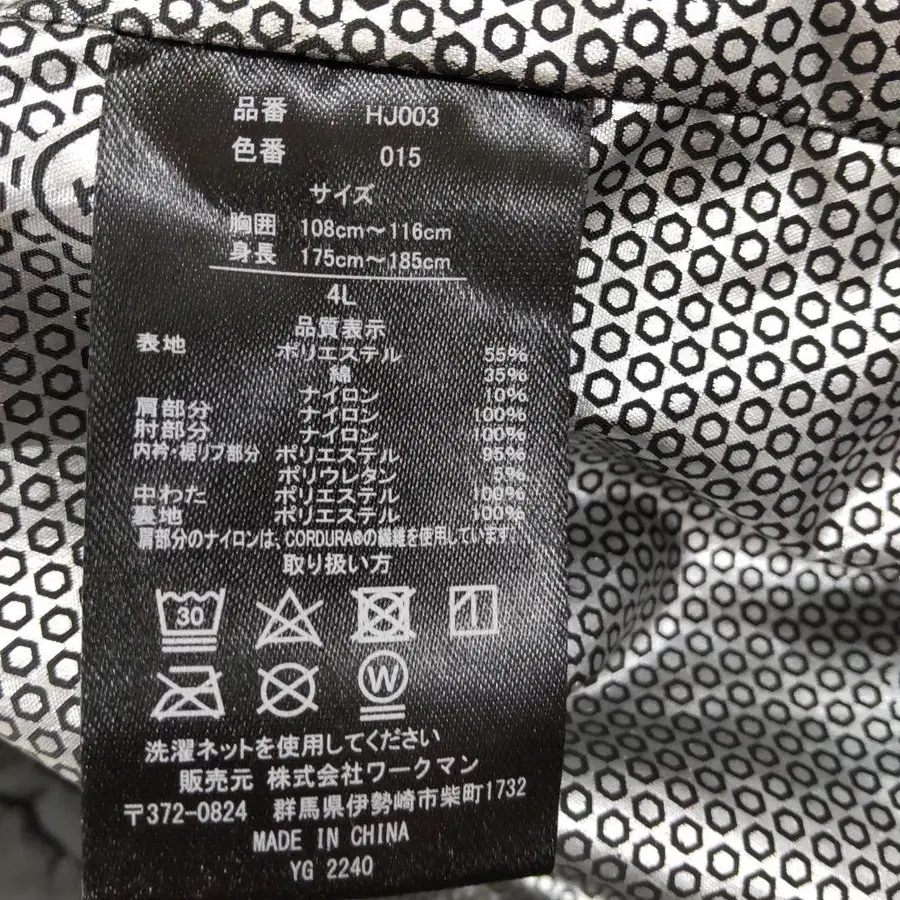 品番 HJ003
色番 015
サイズ
胸囲 108cm～116cm
身長 175cm～185cm
4L
品質表示
表地 ポリエステル 55%
綿 35%
ナイロン 10%
肩部分 ナイロン 100%
肘部分 ナイロン 100%
内衿・裾リブ部分 ポリエステル 95%
ポリウレタン 5%
中わた ポリエステル 100%
裏地 ポリエステル 100%
肩部分のナイロンは、CORDURA®の繊維を使用しています。
取り扱い方
30
W
洗濯ネットを使用してください
販売元 株式会社ワークマン
〒372-0824 群馬県伊勢崎市柴町1732
MADE IN CHINA
YG 2240